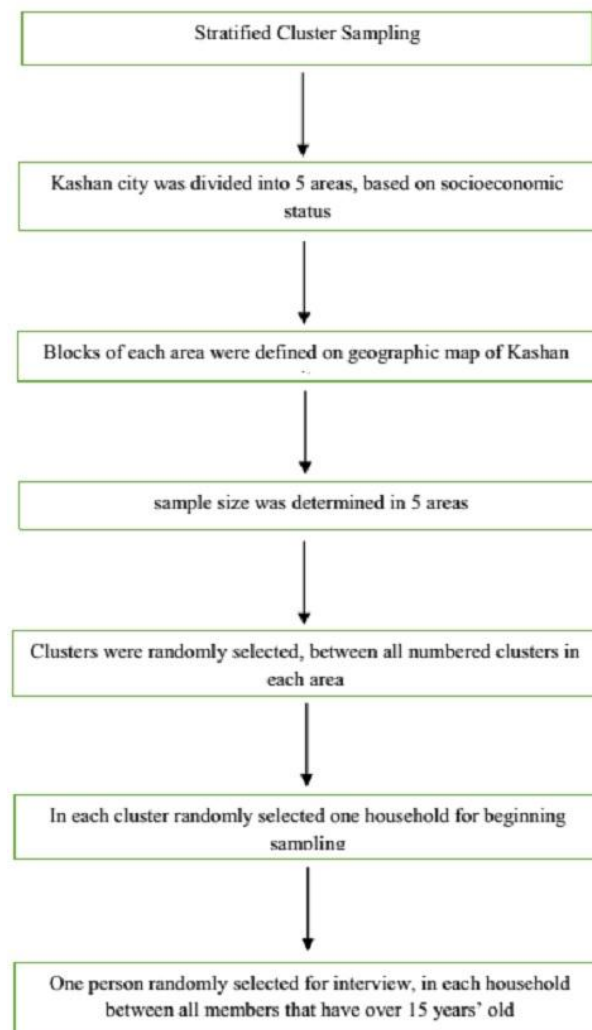 Stratified Cluster Sampling
Kashan city was divided into 5 areas, based on socioeconomic
status
Blocks of each area were defined on geographic map of Kashan
sample size was determined in 5 areas
Clusters were randomly selected, between all numbered clusters in
each area
In each cluster randomly selected one household for beginning
sampling
One person randomly selected for interview, in each household
between all members that have over 15 years’ old